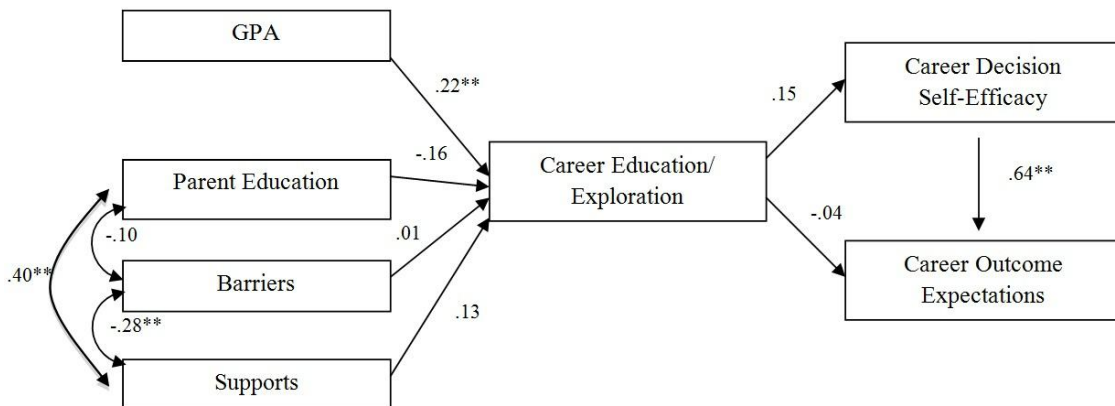 GPA
Career Decision
Self-Efficacy
.22**
.15
-.16
Parent Education
Career Education/
Exploration
.64**
-.10
.01
-.04
.40**
Barriers
Career Outcome
Expectations
.13
-.28**
Supports